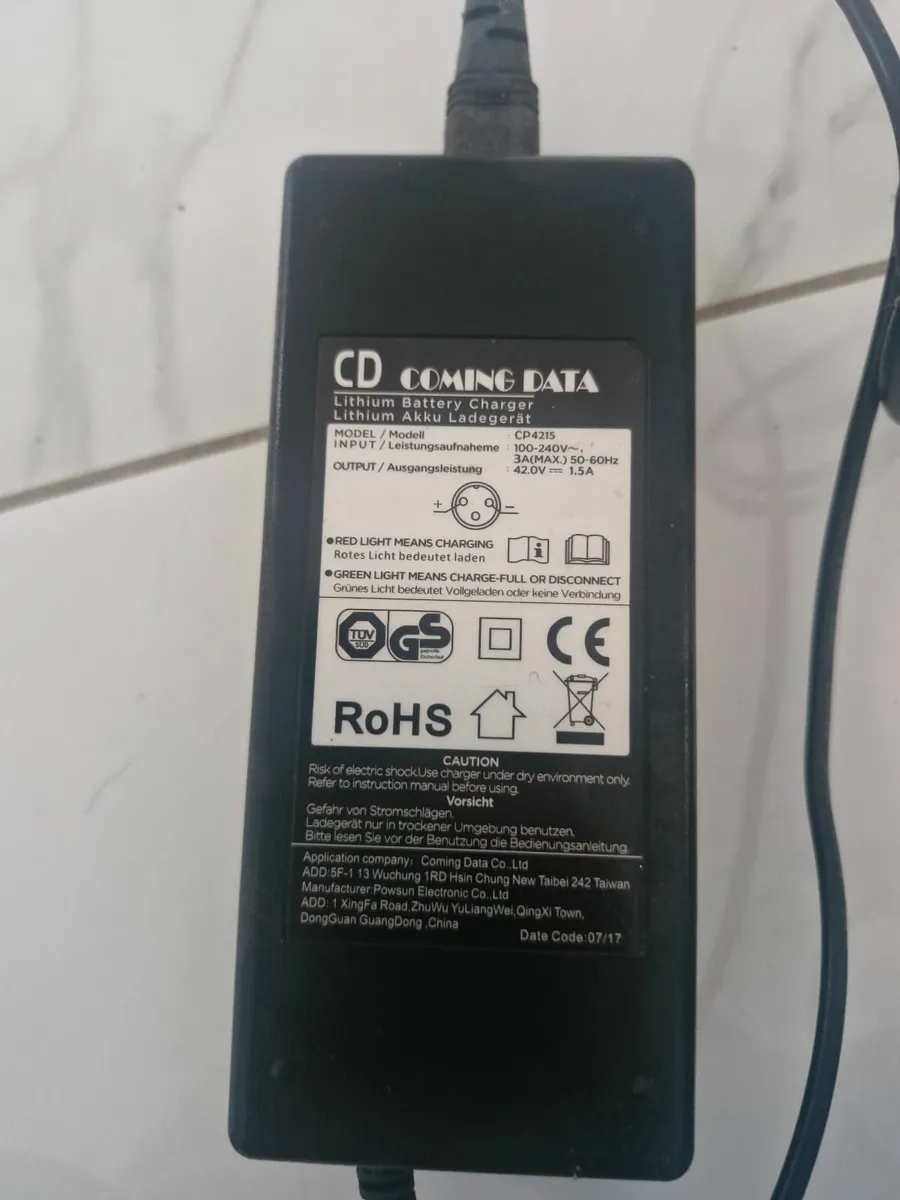 CD COMING DATA
Lithium Battery Charger
Lithium Akku Ladegerät
MODEL / Modell : CP4215
INPUT / Leistungsaufnaheme : 100-240V~,
3A(MAX.) 50-60Hz
OUTPUT / Ausgangsleistung : 42.0V⎓ 1.5A
+ -
●RED LIGHT MEANS CHARGING
Rotes Licht bedeutet laden
●GREEN LIGHT MEANS CHARGE-FULL OR DISCONNECT
Grünes Licht bedeutet Vollgeladen oder keine Verbindung
TÜV
SÜD
GS
geprüfte
Sicherheit
CE
RoHS
CAUTION
Risk of electric shock.Use charger under dry environment only.
Refer to instruction manual before using.
Vorsicht
Gefahr von Stromschlägen.
Ladegerät nur in trockener Umgebung benutzen.
Bitte lesen Sie vor der Benutzung die Bedienungsanleitung.
Application company: Coming Data Co.,Ltd
ADD:5F-1 13 Wuchung 1RD Hsin Chung New Taibei 242 Taiwan
Manufacturer:Powsun Electronic Co.,Ltd
ADD: 1 XingFa Road,ZhuWu YuLiangWei,QingXi Town,
DongGuan GuangDong ,China
Date Code:07/17